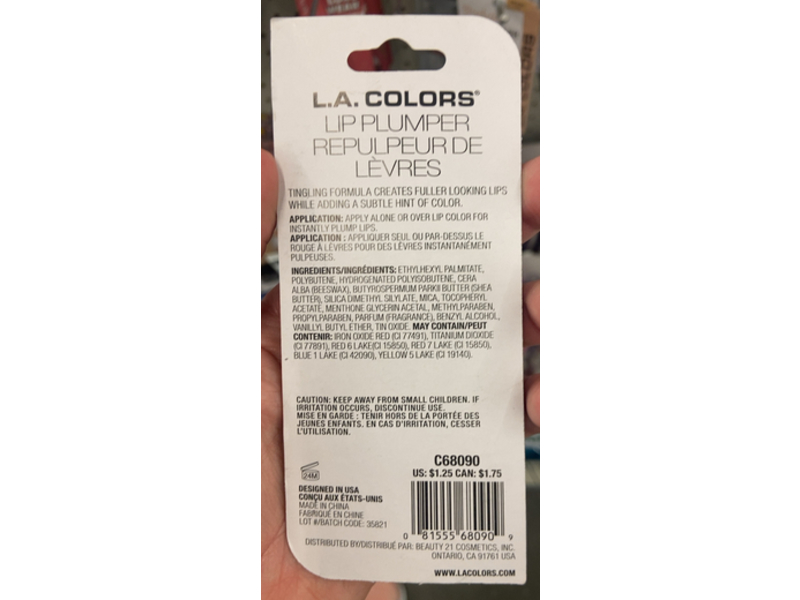 L.A. COLORS®
LIP PLUMPER
REPULPEUR DE
LÈVRES
TINGLING FORMULA CREATES FULLER LOOKING LIPS
WHILE ADDING A SUBTLE HINT OF COLOR.
APPLICATION: APPLY ALONE OR OVER LIP COLOR FOR
INSTANTLY PLUMP LIPS.
APPLICATION : APPLIQUER SEUL OU PAR-DESSUS LE
ROUGE À LÈVRES POUR DES LÈVRES INSTANTANÉMENT
PULPEUSES.
INGREDIENTS/INGRÉDIENTS: ETHYLHEXYL PALMITATE,
POLYBUTENE, HYDROGENATED POLYISOBUTENE, CERA
ALBA (BEESWAX), BUTYROSPERMUM PARKII BUTTER (SHEA
BUTTER), SILICA DIMETHYL SILYLATE, MICA, TOCOPHERYL
ACETATE, MENTHONE GLYCERIN ACETAL, METHYLPARABEN,
PROPYLPARABEN, PARFUM (FRAGRANCE), BENZYL ALCOHOL,
VANILLYL BUTYL ETHER, TIN OXIDE. MAY CONTAIN/PEUT
CONTENIR: IRON OXIDE RED (CI 77491), TITANIUM DIOXIDE
(CI 77891), RED 6 LAKE(CI 15850), RED 7 LAKE (CI 15850),
BLUE 1 LAKE (CI 42090), YELLOW 5 LAKE (CI 19140).
CAUTION: KEEP AWAY FROM SMALL CHILDREN. IF
IRRITATION OCCURS, DISCONTINUE USE.
MISE EN GARDE : TENIR HORS DE LA PORTÉE DES
JEUNES ENFANTS. EN CAS D'IRRITATION, CESSER
L'UTILISATION.
C68090
US: $1.25 CAN: $1.75
24M
DESIGNED IN USA
CONÇU AUX ÉTATS-UNIS
MADE IN CHINA
FABRIQUÉ EN CHINE
LOT #/BATCH CODE: 35821
0 81555 68090 9
DISTRIBUTED BY/DISTRIBUÉ PAR: BEAUTY 21 COSMETICS, INC.
ONTARIO, CA 91761 USA
WWW.LACOLORS.COM